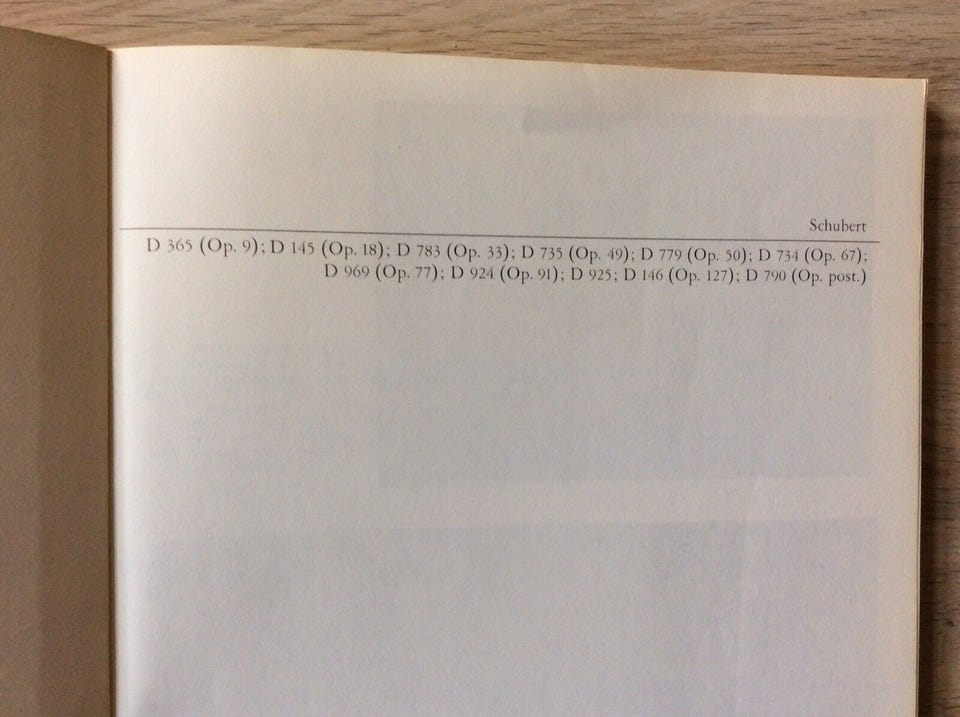 Schubert
D 365 (Op. 9); D 145 (Op. 18); D 783 (Op. 33); D 735 (Op. 49); D 779 (Op. 50); D 734 (Op. 67);
D 969 (Op. 77); D 924 (Op. 91); D 925; D 146 (Op. 127); D 790 (Op. post.)